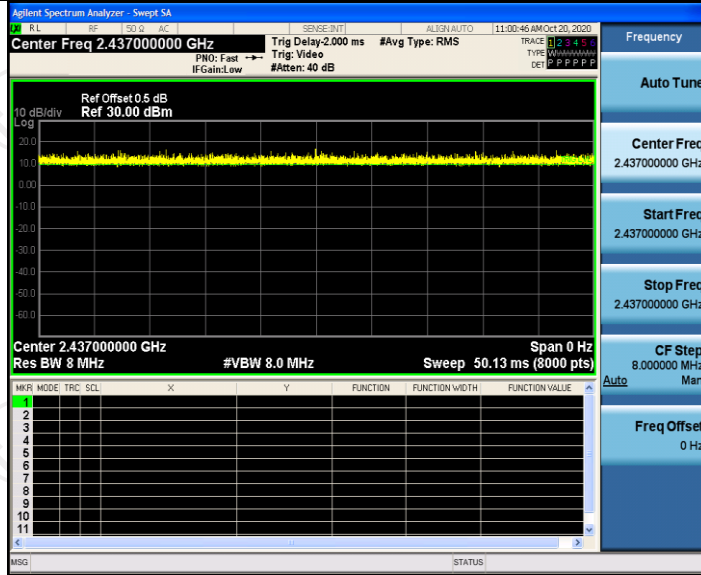 Agilent Spectrum Analyzer - Swept SA
RL RF 50 Ω AC SENSE:INT ALIGN AUTO 11:00:46 AM Oct 20, 2020
Center Freq 2.437000000 GHz
PNO: Fast
IFGain:Low
Trig Delay-2.000 ms
Trig: Video
#Atten: 40 dB
#Avg Type: RMS
TRACE 1 2 3 4 5 6
TYPE
DET P P P P P P
Ref Offset 0.5 dB
10 dB/div Ref 30.00 dBm
Log
20.0
10.0
0.00
-10.0
-20.0
-30.0
-40.0
-50.0
-60.0
Center 2.437000000 GHz Span 0 Hz
Res BW 8 MHz #VBW 8.0 MHz Sweep 50.13 ms (8000 pts)
MKR MODE TRC SCL X Y FUNCTION FUNCTION WIDTH FUNCTION VALUE
1
2
3
4
5
6
7
8
9
10
11
MSG STATUS
Frequency
Auto Tune
Center Freq
2.437000000 GHz
Start Freq
2.437000000 GHz
Stop Freq
2.437000000 GHz
CF Step
8.000000 MHz
Auto Man
Freq Offset
0 Hz